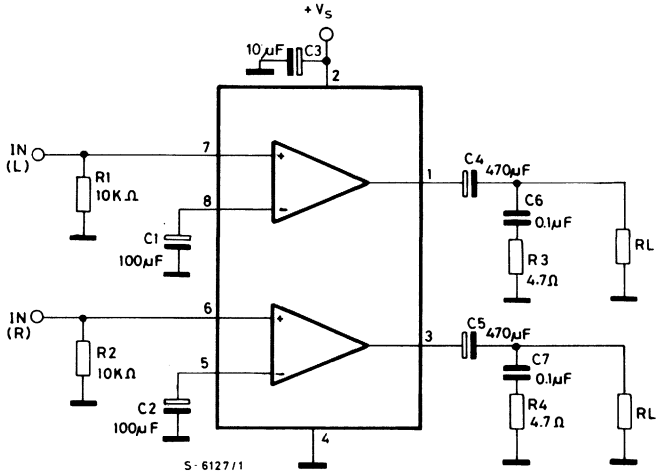 + VS
10 µF C3
2
IN
(L)
7
R1
10KΩ
8
C1
100µF
+
-
1
C4
470µF
C6
0.1µF
R3
4.7Ω
RL
IN
(R)
6
R2
10KΩ
5
C2
100µF
+
-
3
C5
470µF
C7
0.1µF
R4
4.7Ω
RL
4
S-6127/1